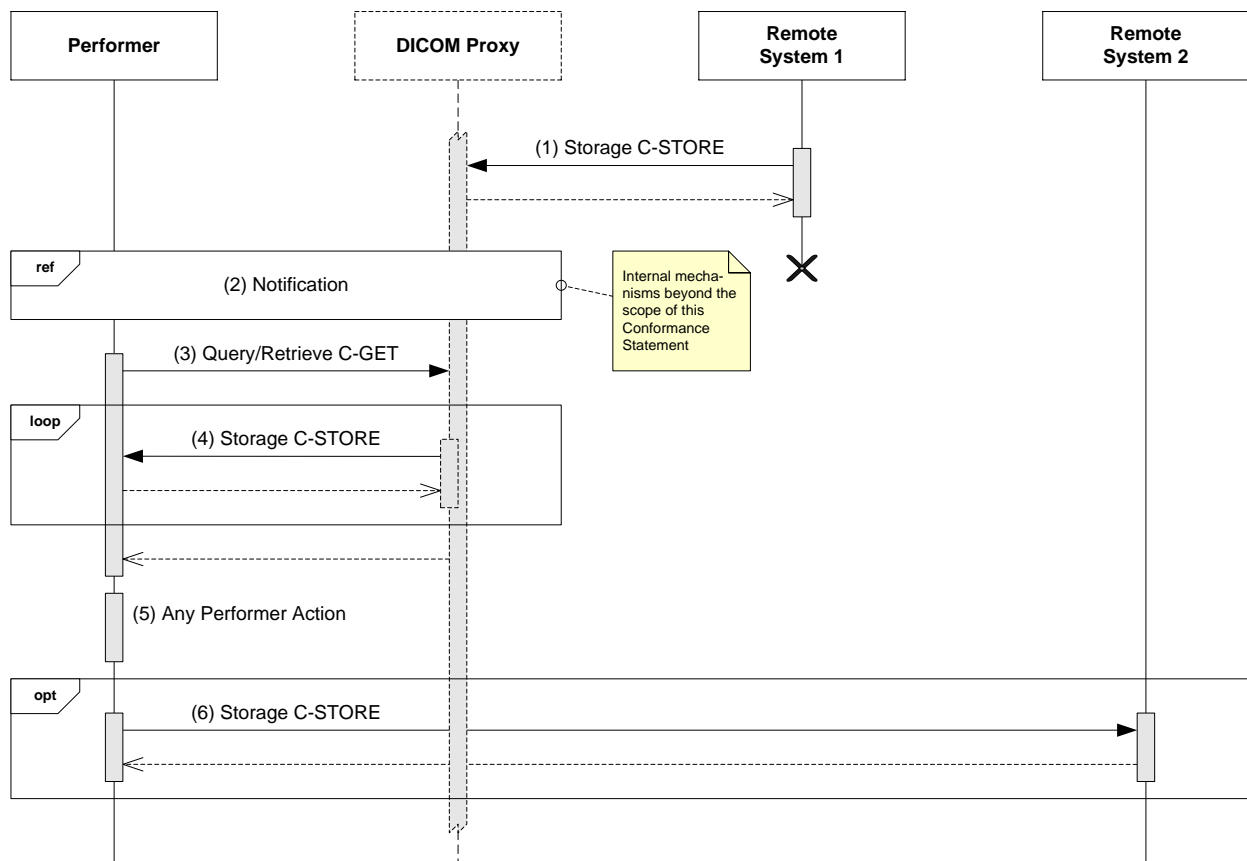 Performer
DICOM Proxy
Remote
System 1
Remote
System 2
(1) Storage C-STORE
ref
(2) Notification
Internal mecha-
nisms beyond the
scope of this
Conformance
Statement
(3) Query/Retrieve C-GET
loop
(4) Storage C-STORE
(5) Any Performer Action
opt
(6) Storage C-STORE